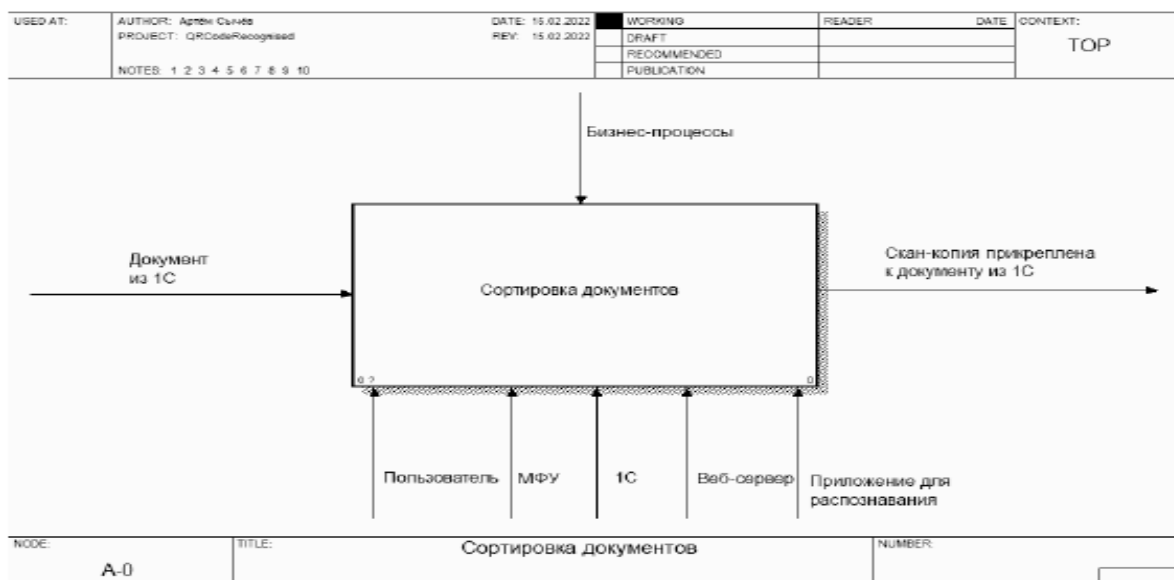 USED AT:
AUTHOR: Артём Сычёв
DATE: 15.02.2022
PROJECT: QRCodeRecognised
REV: 15.02.2022
NOTES: 1 2 3 4 5 6 7 8 9 10
WORKING
DRAFT
RECOMMENDED
PUBLICATION
READER
DATE
CONTEXT:
TOP
Бизнес-процессы
Документ
из 1С
Сортировка документов
Скан-копия прикреплена
к документу из 1С
0
Пользователь
МФУ
1С
Веб-сервер
Приложение для
распознавания
NODE:
A-0
TITLE:
Сортировка документов
NUMBER: